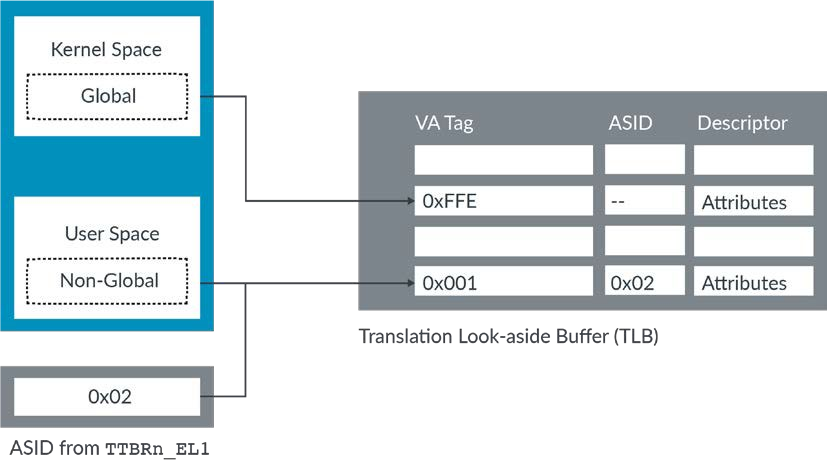 Kernel Space
Global
User Space
Non-Global
0x02
ASID from TTBRn_EL1
VA Tag ASID Descriptor
0xFFE -- Attributes
0x001 0x02 Attributes
Translation Look-aside Buffer (TLB)